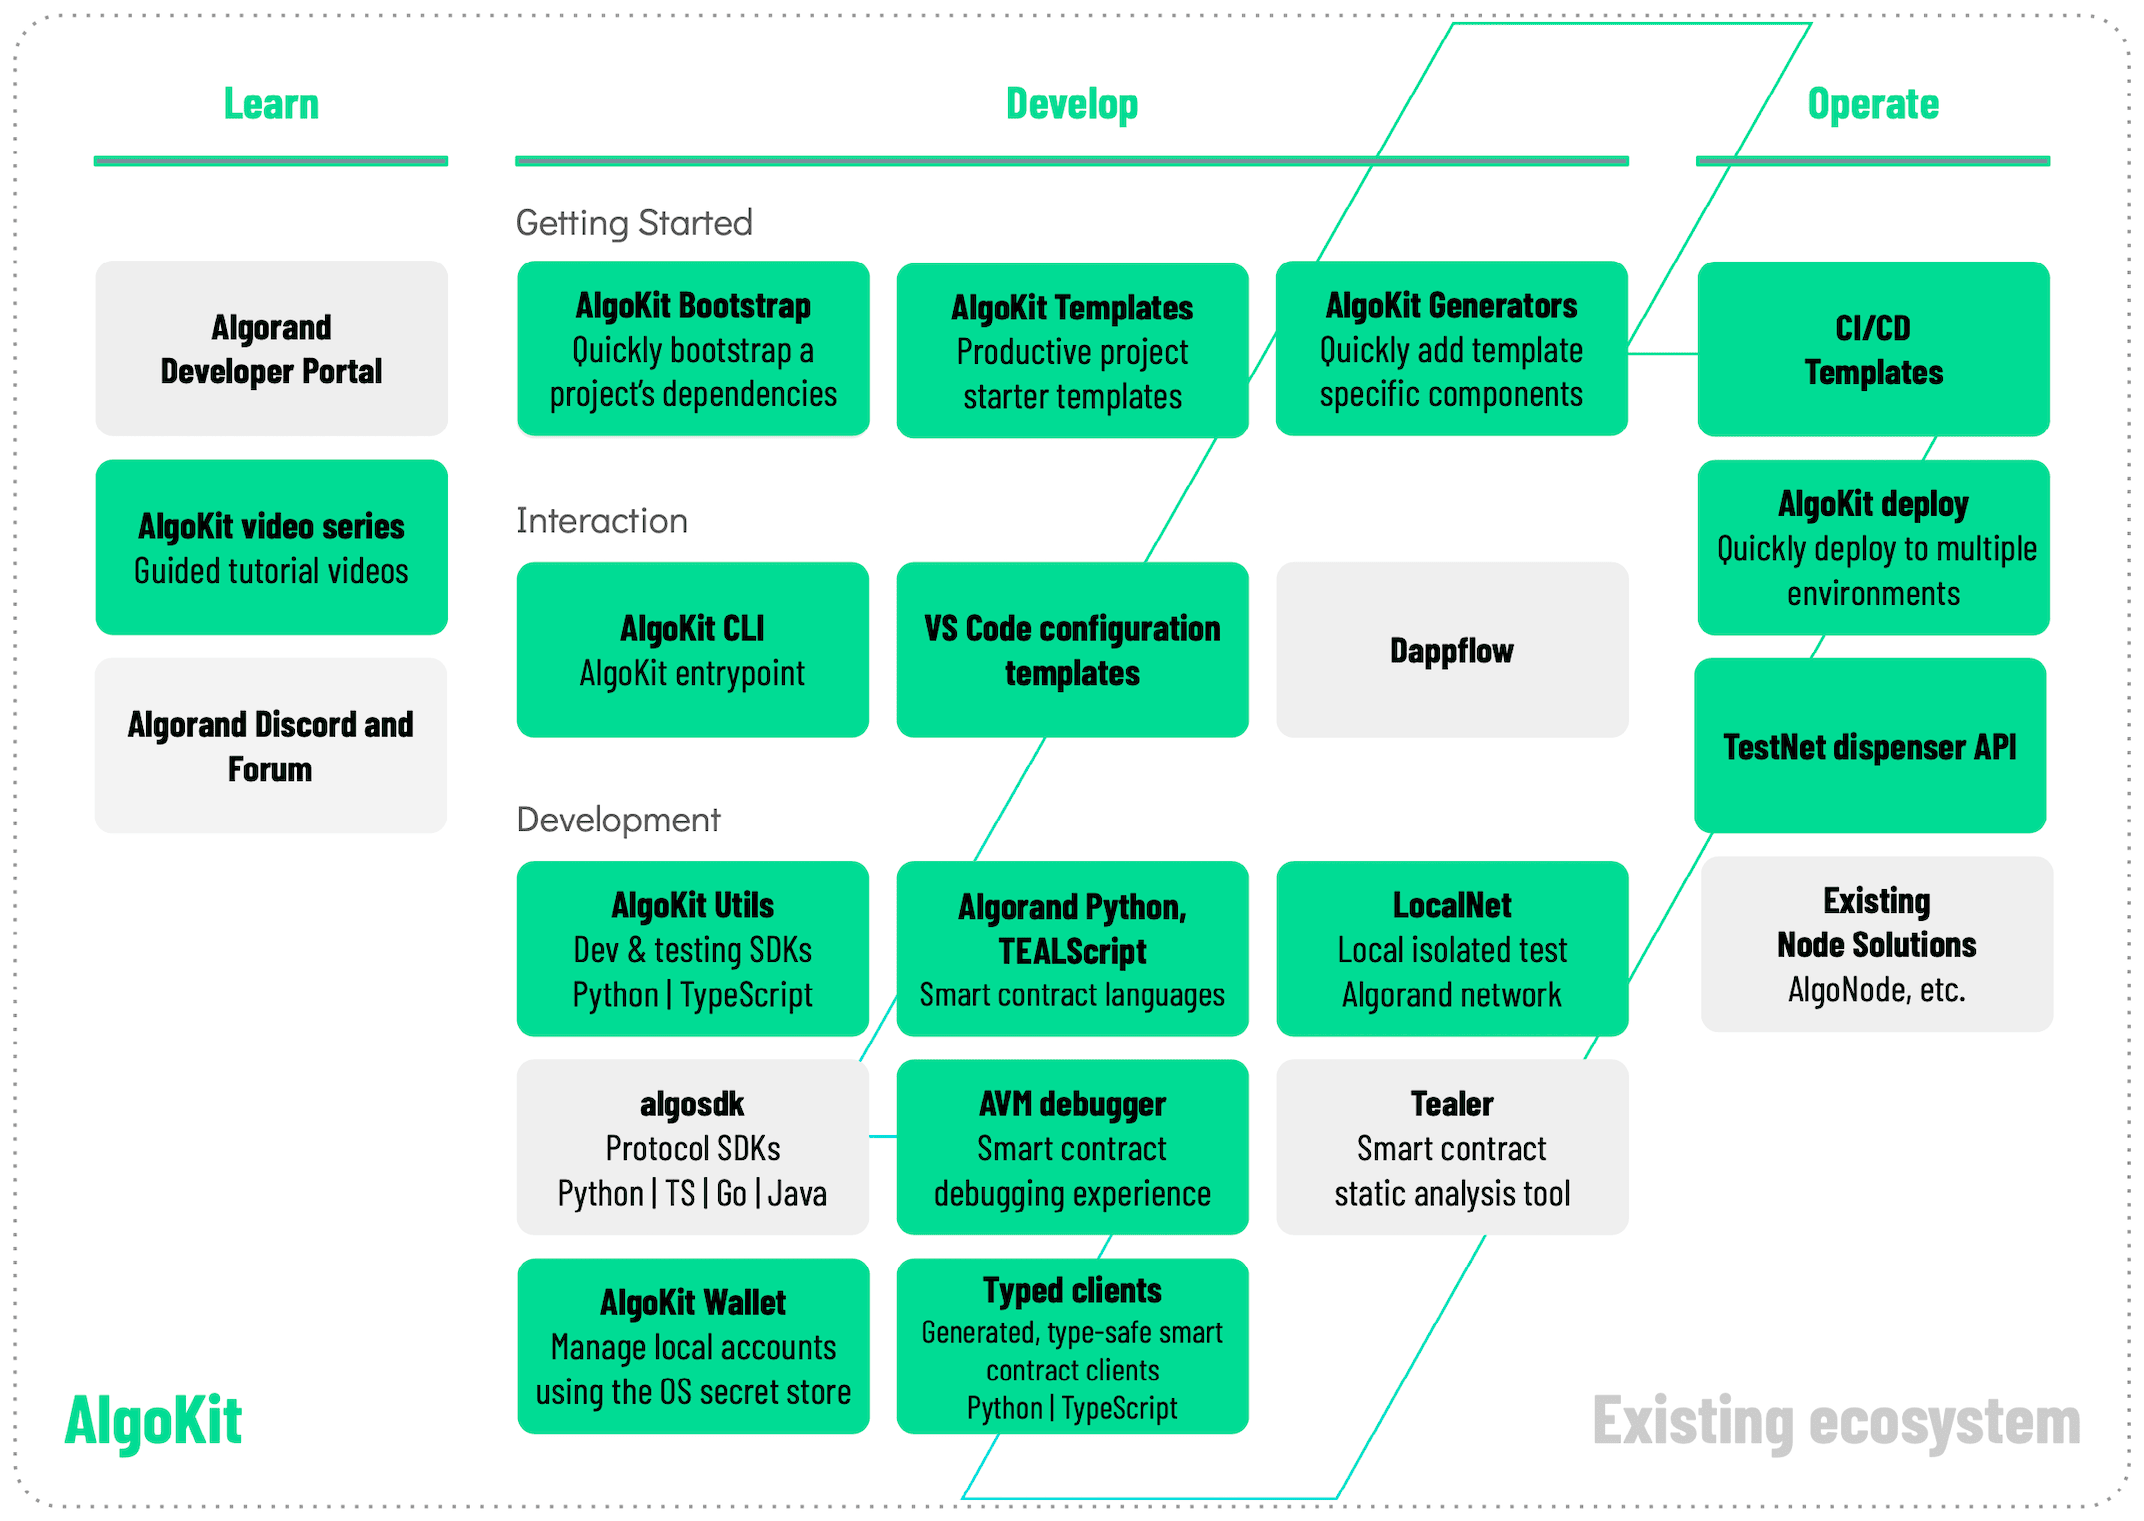 Learn
Develop
Operate
Algorand
Developer Portal
AlgoKit video series
Guided tutorial videos
Algorand Discord and
Forum
Getting Started
AlgoKit Bootstrap
Quickly bootstrap a
project's dependencies
AlgoKit Templates
Productive project
starter templates
AlgoKit Generators
Quickly add template
specific components
Interaction
AlgoKit CLI
AlgoKit entrypoint
VS Code configuration
templates
Dappflow
Development
AlgoKit Utils
Dev & testing SDKs
Python | TypeScript
Algorand Python,
TEALScript
Smart contract languages
LocalNet
Local isolated test
Algorand network
algosdk
Protocol SDKs
Python | TS | Go | Java
AVM debugger
Smart contract
debugging experience
Tealer
Smart contract
static analysis tool
AlgoKit Wallet
Manage local accounts
using the OS secret store
Typed clients
Generated, type-safe smart
contract clients
Python | TypeScript
CI/CD
Templates
AlgoKit deploy
Quickly deploy to multiple
environments
TestNet dispenser API
Existing
Node Solutions
AlgoNode, etc.
AlgoKit
Existing ecosystem